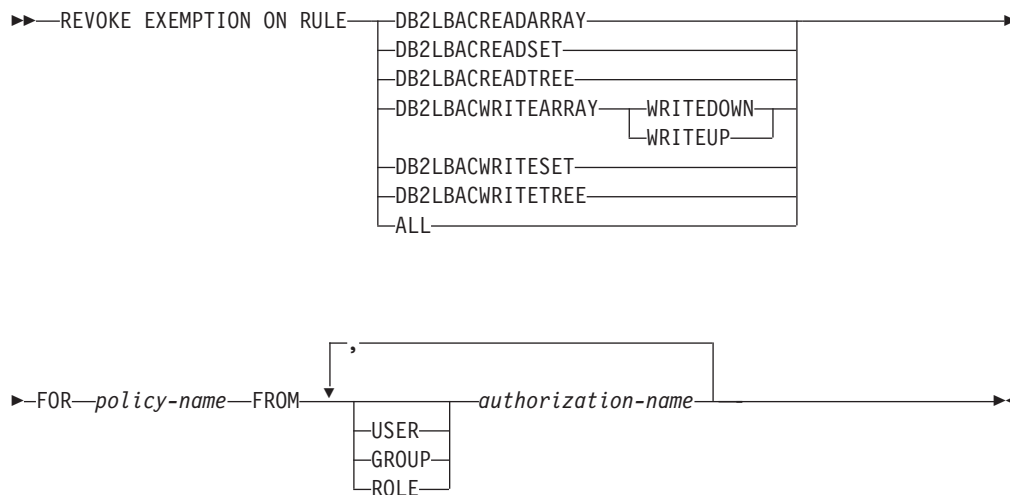 REVOKE EXEMPTION ON RULE DB2LBACREADARRAY
DB2LBACREADSET
DB2LBACREADTREE
DB2LBACWRITEARRAY WRITEDOWN
WRITEUP
DB2LBACWRITESET
DB2LBACWRITETREE
ALL
,
FOR policy-name FROM authorization-name
USER
GROUP
ROLE